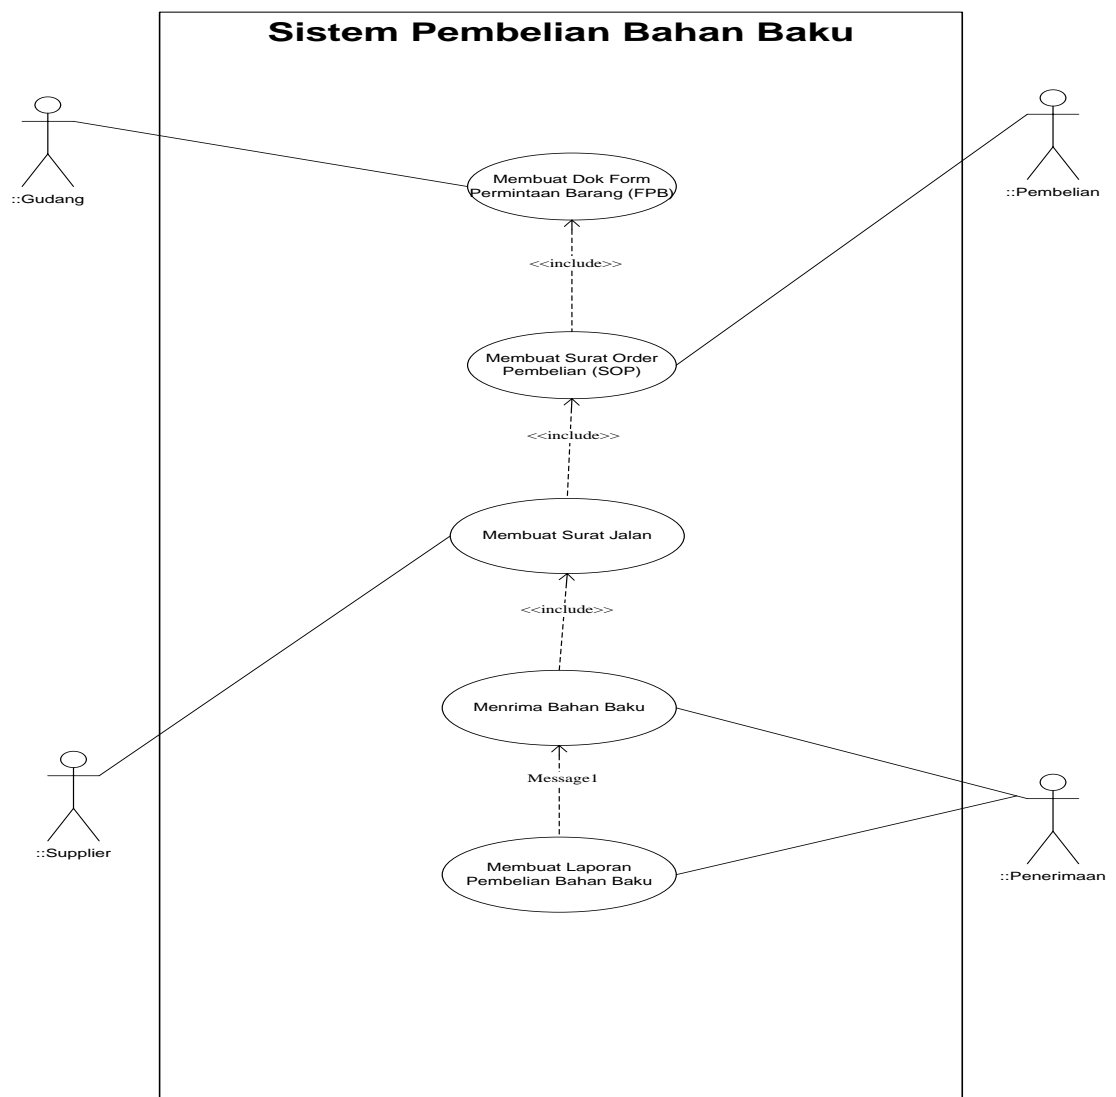 Sistem Pembelian Bahan Baku
::Gudang
::Pembelian
Membuat Dok Form
Permintaan Barang (FPB)
<<include>>
Membuat Surat Order
Pembelian (SOP)
<<include>>
Membuat Surat Jalan
<<include>>
Menrima Bahan Baku
Message1
::Supplier
Membuat Laporan
Pembelian Bahan Baku
::Penerimaan